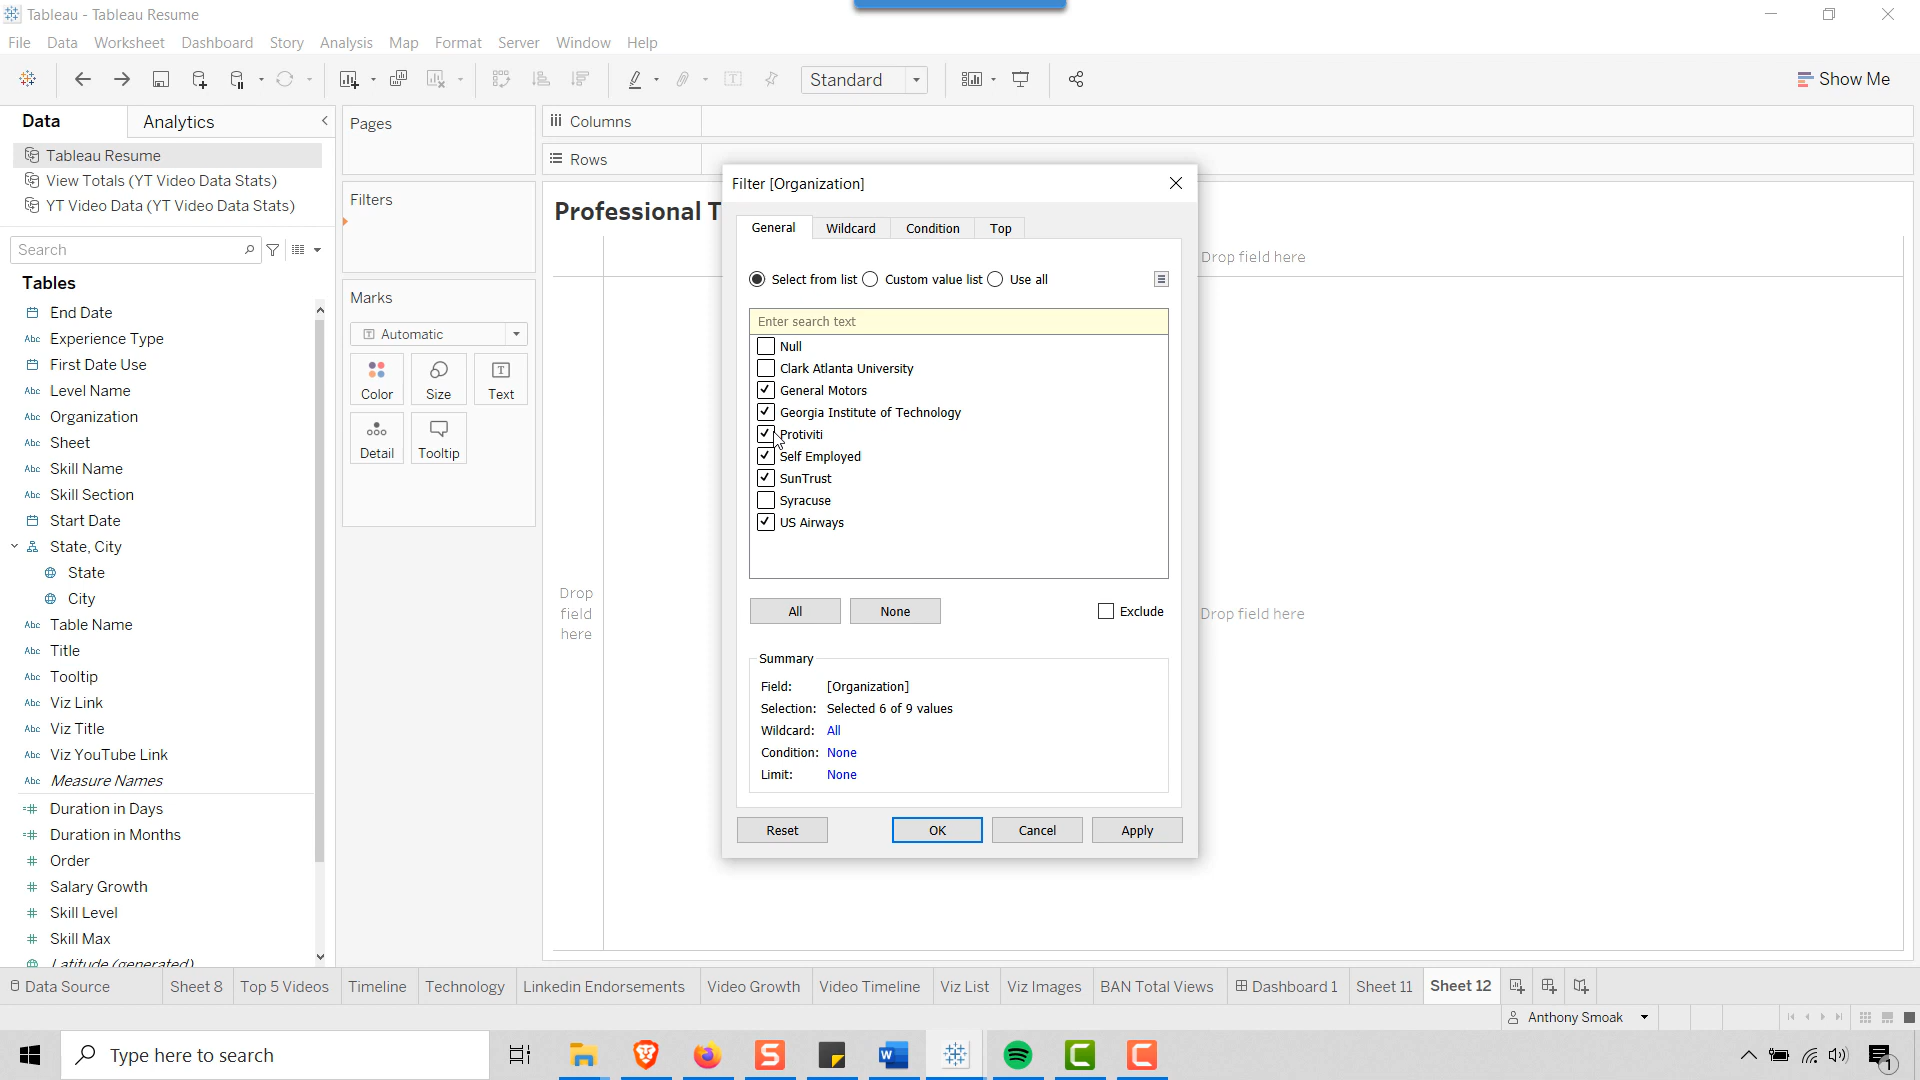 Tableau - Tableau Resume
File Data Worksheet Dashboard Story Analysis Map Format Server Window Help
Standard
Show Me
Data
Analytics
Tableau Resume
View Totals (YT Video Data Stats)
YT Video Data (YT Video Data Stats)
Search
Tables
End Date
Experience Type
First Date Use
Level Name
Organization
Sheet
Skill Name
Skill Section
Start Date
State, City
State
City
Table Name
Title
Tooltip
Viz Link
Viz Title
Viz YouTube Link
Measure Names
Duration in Days
Duration in Months
Order
Salary Growth
Skill Level
Skill Max
Latitude (generated)
Pages
Filters
Marks
Automatic
Color Size Text
Detail Tooltip
Columns
Rows
Professional T
Drop field here
Drop
field
here
Drop field here
Filter [Organization]
General Wildcard Condition Top
Select from list Custom value list Use all
Enter search text
Null
Clark Atlanta University
General Motors
Georgia Institute of Technology
Protiviti
Self Employed
SunTrust
Syracuse
US Airways
All None Exclude
Summary
Field: [Organization]
Selection: Selected 6 of 9 values
Wildcard: All
Condition: None
Limit: None
Reset OK Cancel Apply
Data Source Sheet 8 Top 5 Videos Timeline Technology Linkedin Endorsements Video Growth Video Timeline Viz List Viz Images BAN Total Views Dashboard 1 Sheet 11 Sheet 12
Anthony Smoak
Type here to search
1